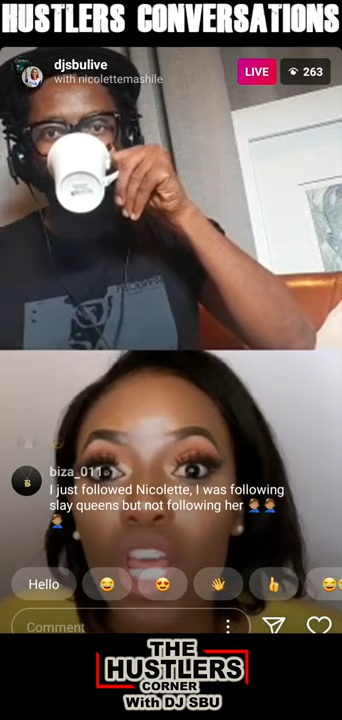 HUSTLERS CONVERSATIONS
djsbulive
with nicolettemashile
LIVE
263
biza_011
I just followed Nicolette, I was following
slay queens but not following her
Hello
Comment
THE
HUSTLERS
CORNER
With DJ SBU